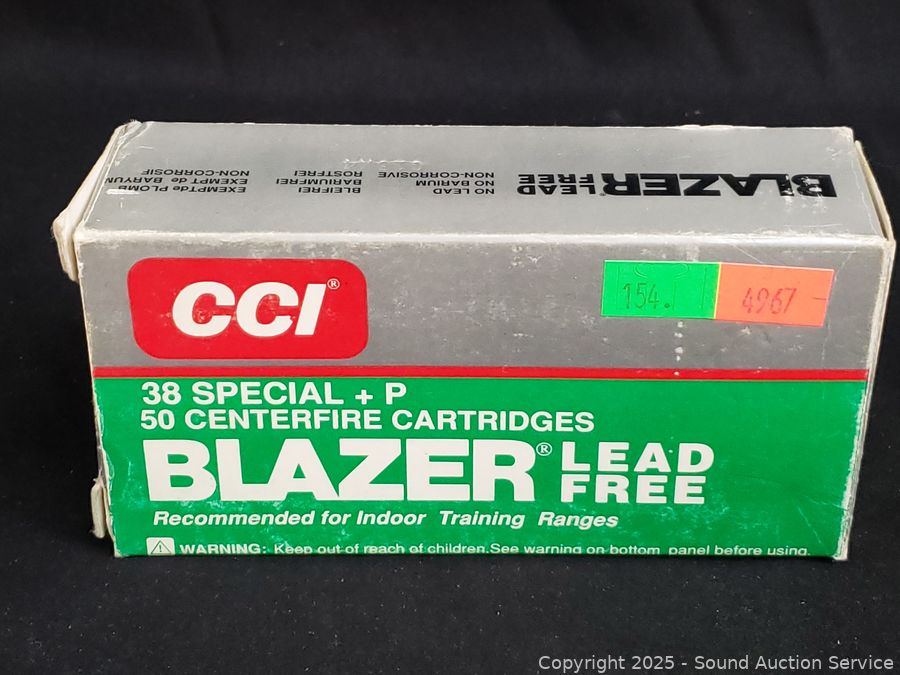 BLAZER LEAD FREE
NO LEAD
NO BARIUM
NON-CORROSIVE
BLEIFREI
BARIUMFREI
ROSTFREI
EXEMPT de PLOMB
EXEMPT de BARYUM
NON-CORROSIF
CCI®
154.
4967
38 SPECIAL + P
50 CENTERFIRE CARTRIDGES
BLAZER® LEAD FREE
Recommended for Indoor Training Ranges
WARNING: Keep out of reach of children. See warning on bottom panel before using.
Copyright 2025 - Sound Auction Service